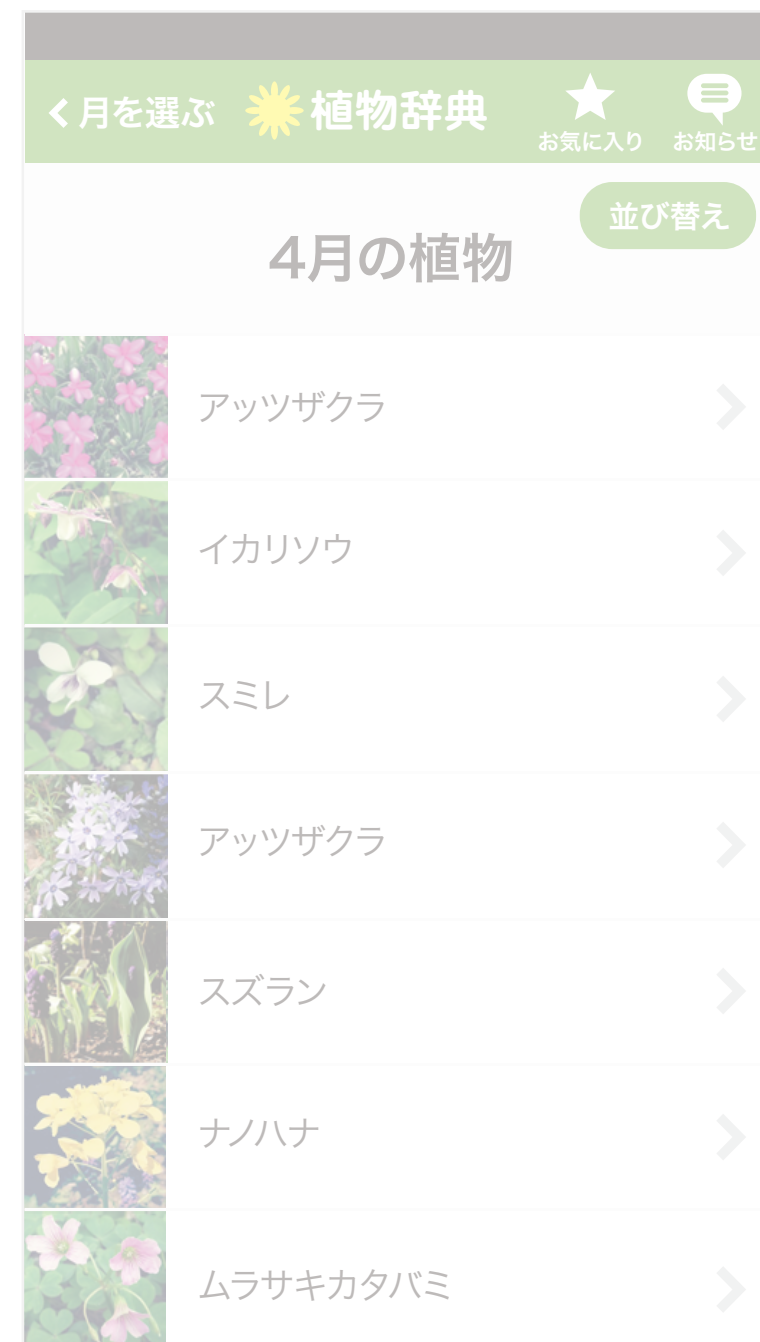 月を選ぶ
植物辞典
お気に入り
お知らせ
並び替え
4月の植物
アッツザクラ
イカリソウ
スミレ
アッツザクラ
スズラン
ナノハナ
ムラサキカタバミ